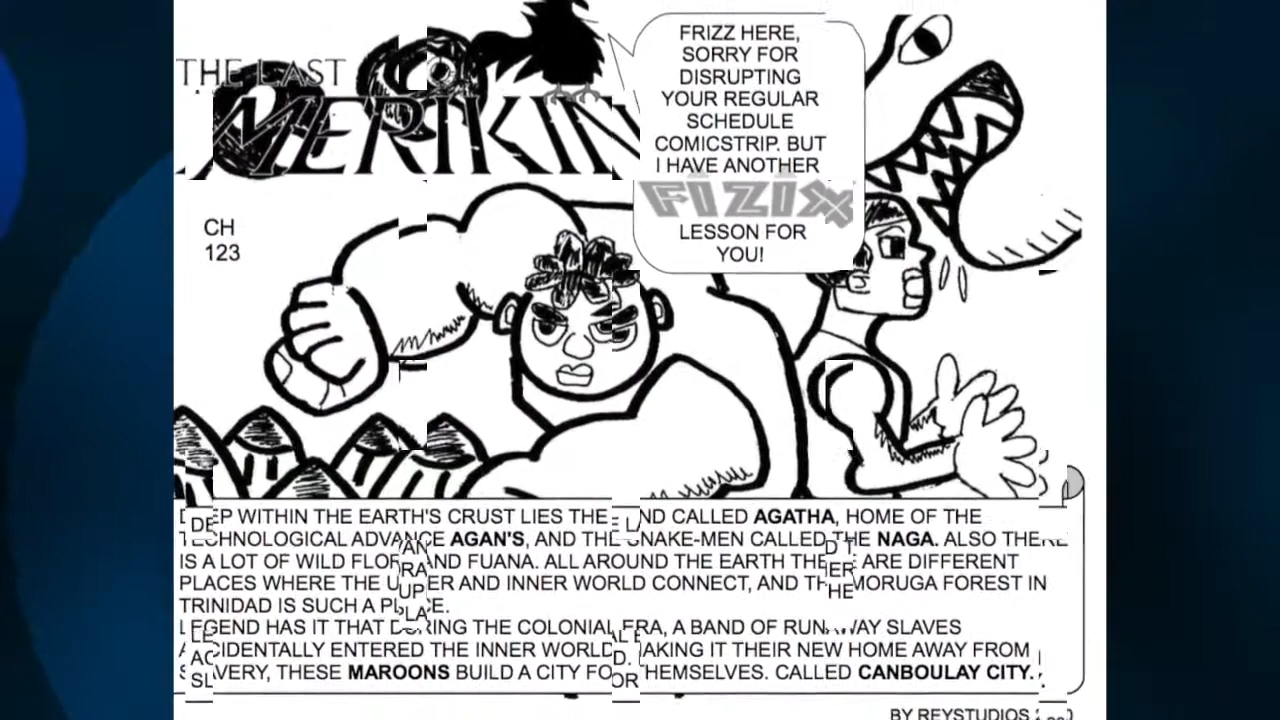 THE LAST
MERIKIN
FRIZZ HERE,
SORRY FOR
DISRUPTING
YOUR REGULAR
SCHEDULE
COMICSTRIP. BUT
I HAVE ANOTHER
FiZiX
LESSON FOR
YOU!
CH
123
DEEP WITHIN THE EARTH'S CRUST LIES THE LAND CALLED AGATHA, HOME OF THE
TECHNOLOGICAL ADVANCE AGAN'S, AND THE SNAKE-MEN CALLED THE NAGA. ALSO THERE
IS A LOT OF WILD FLORA AND FUANA. ALL AROUND THE EARTH THERE ARE DIFFERENT
PLACES WHERE THE UPPER AND INNER WORLD CONNECT, AND THE MORUGA FOREST IN
TRINIDAD IS SUCH A PLACE.
LEGEND HAS IT THAT DURING THE COLONIAL ERA, A BAND OF RUNAWAY SLAVES
ACCIDENTALLY ENTERED THE INNER WORLD. MAKING IT THEIR NEW HOME AWAY FROM
SLAVERY, THESE MAROONS BUILD A CITY FOR THEMSELVES. CALLED CANBOULAY CITY.
BY REYSTUDIOS